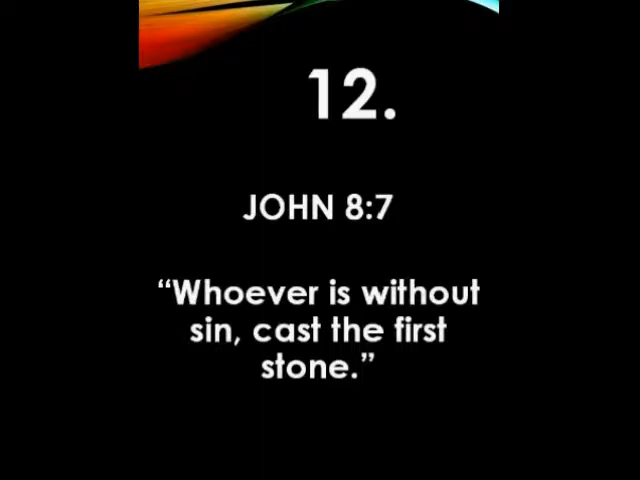 12.
JOHN 8:7
“Whoever is without
sin, cast the first
stone.”